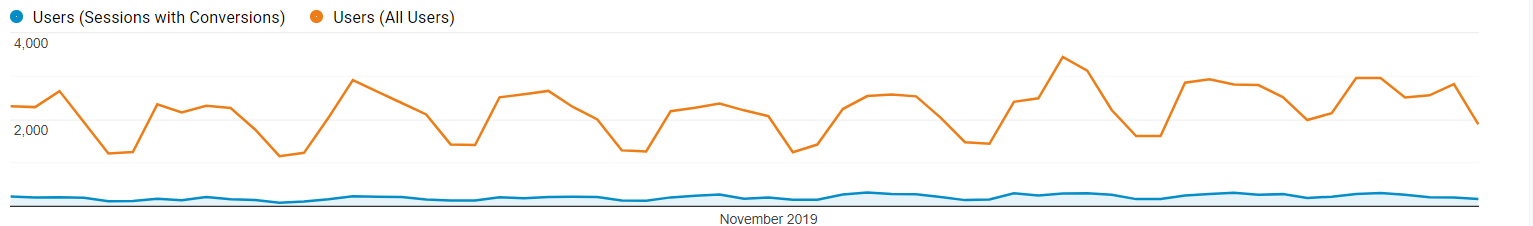 Users (Sessions with Conversions) Users (All Users)
4,000
2,000
November 2019